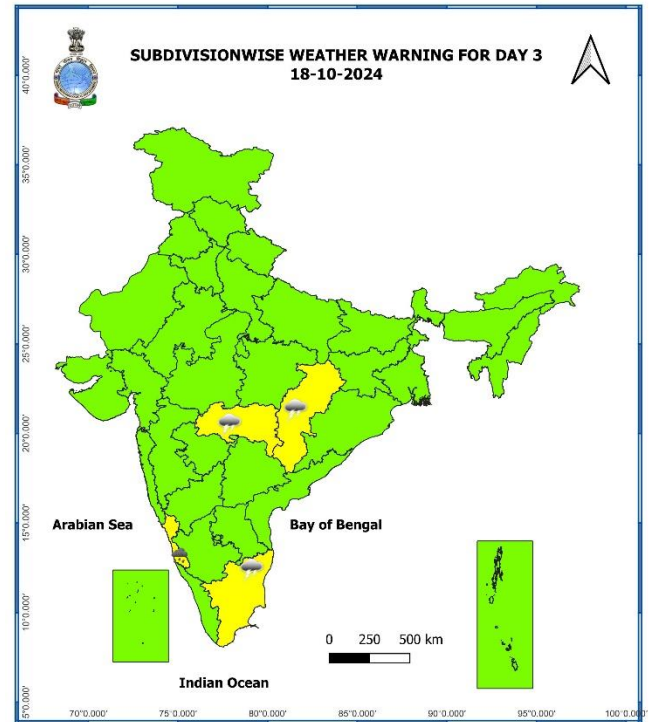 SUBDIVISIONWISE WEATHER WARNING FOR DAY 3
18-10-2024
40°0.000'
35°0.000'
30°0.000'
25°0.000'
20°0.000'
15°0.000'
10°0.000'
5°0.000'
Arabian Sea
Bay of Bengal
0 250 500 km
Indian Ocean
70°0.000' 75°0.000' 80°0.000' 85°0.000' 90°0.000' 95°0.000' 100°0.000'